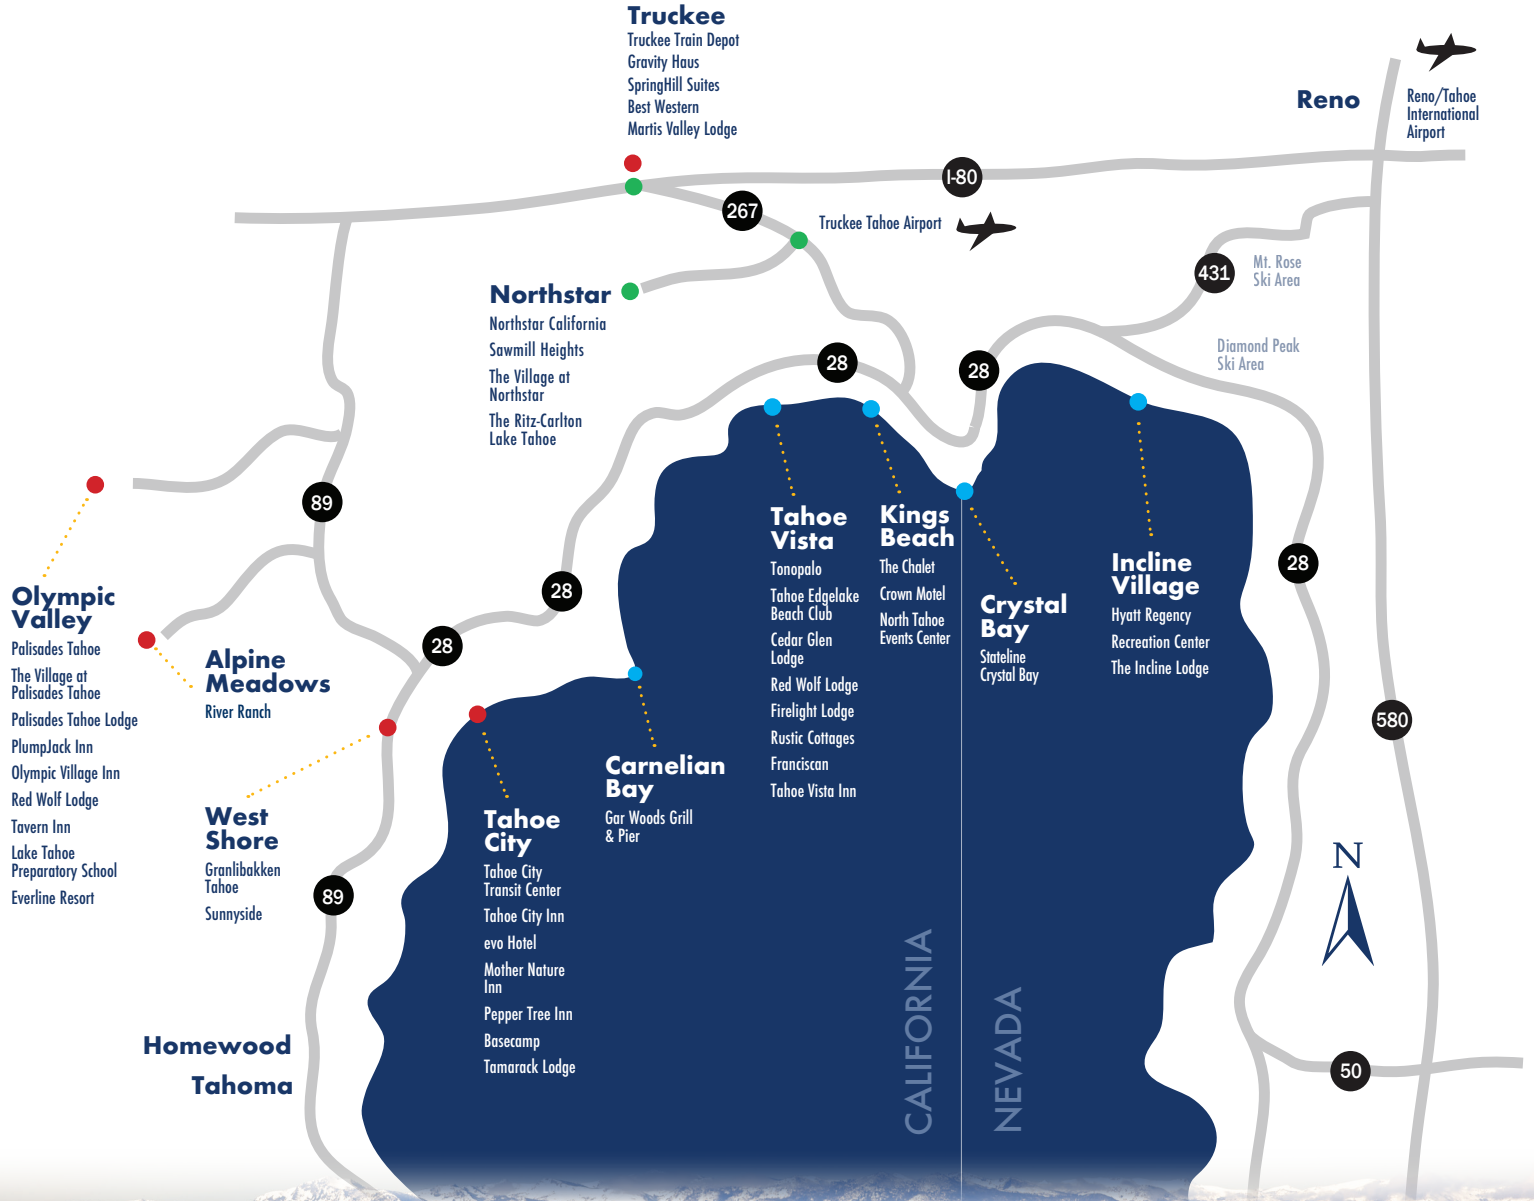 Truckee
Truckee Train Depot
Gravity Haus
SpringHill Suites
Best Western
Martis Valley Lodge
Reno
Reno/Tahoe
International
Airport
I-80
267
Truckee Tahoe Airport
431
Mt. Rose
Ski Area
Northstar
Northstar California
Sawmill Heights
The Village at
Northstar
The Ritz-Carlton
Lake Tahoe
28
28
Diamond Peak
Ski Area
89
28
28
28
Olympic
Valley
Palisades Tahoe
The Village at
Palisades Tahoe
Palisades Tahoe Lodge
PlumpJack Inn
Olympic Village Inn
Red Wolf Lodge
Tavern Inn
Lake Tahoe
Preparatory School
Everline Resort
Alpine
Meadows
River Ranch
West
Shore
Granlibakken
Tahoe
Sunnyside
89
Homewood
Tahoma
Tahoe
City
Tahoe City
Transit Center
Tahoe City Inn
evo Hotel
Mother Nature
Inn
Pepper Tree Inn
Basecamp
Tamarack Lodge
Carnelian
Bay
Gar Woods Grill
& Pier
Tahoe
Vista
Tonopalo
Tahoe Edgelake
Beach Club
Cedar Glen
Lodge
Red Wolf Lodge
Firelight Lodge
Rustic Cottages
Franciscan
Tahoe Vista Inn
Kings
Beach
The Chalet
Crown Motel
North Tahoe
Events Center
Crystal
Bay
Stateline
Crystal Bay
Incline
Village
Hyatt Regency
Recreation Center
The Incline Lodge
580
N
CALIFORNIA
NEVADA
50